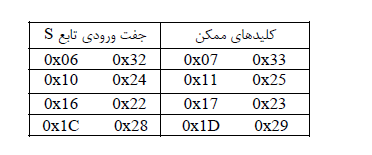 جفت ورودی تابع S	کلیدهای ممکن
0x06 0x32	0x07 0x33
0x10 0x24	0x11 0x25
0x16 0x22	0x17 0x23
0x1C 0x28	0x1D 0x29